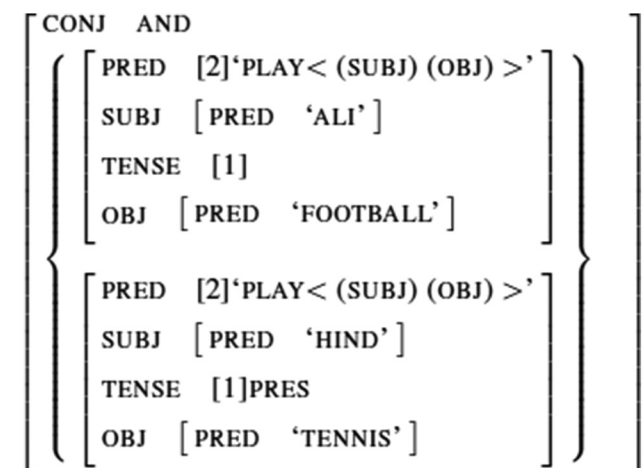 CONJ AND
PRED [2]‘PLAY< (SUBJ) (OBJ) >’
SUBJ [ PRED ‘ALI’ ]
TENSE [1]
OBJ [ PRED ‘FOOTBALL’ ]
PRED [2]‘PLAY< (SUBJ) (OBJ) >’
SUBJ [ PRED ‘HIND’ ]
TENSE [1]PRES
OBJ [ PRED ‘TENNIS’ ]